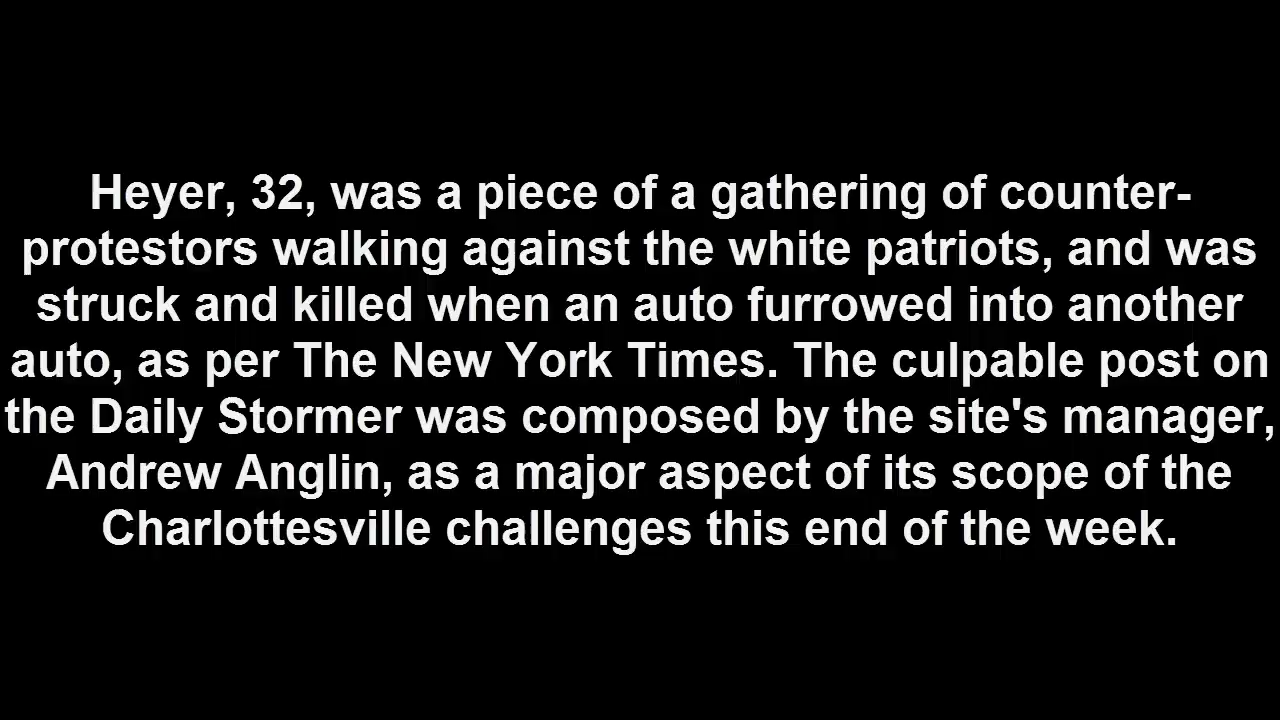 Heyer, 32, was a piece of a gathering of counter-
protestors walking against the white patriots, and was
struck and killed when an auto furrowed into another
auto, as per The New York Times. The culpable post on
the Daily Stormer was composed by the site's manager,
Andrew Anglin, as a major aspect of its scope of the
Charlottesville challenges this end of the week.